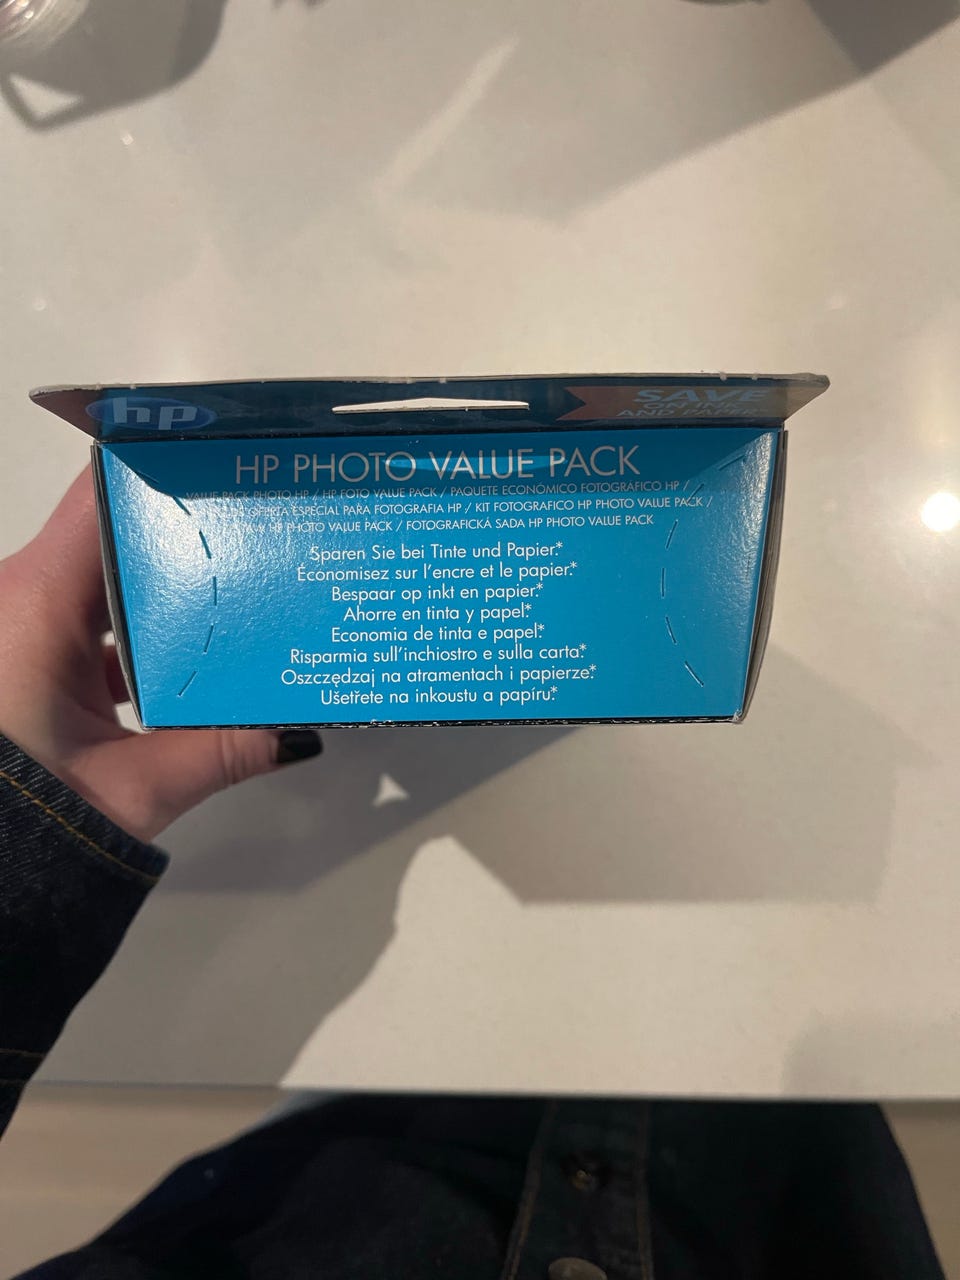 hp
SAVE
ON INK
AND PAPER
HP PHOTO VALUE PACK
VALUE PACK PHOTO HP / HP FOTO VALUE PACK / PAQUETE ECONÓMICO FOTOGRÁFICO HP /
OFERTA ESPECIAL PARA FOTOGRAFIA HP / KIT FOTOGRAFICO HP PHOTO VALUE PACK /
HP PHOTO VALUE PACK / FOTOGRAFICKÁ SADA HP PHOTO VALUE PACK
Sparen Sie bei Tinte und Papier.*
Économisez sur l'encre et le papier.*
Bespaar op inkt en papier.*
Ahorre en tinta y papel.*
Economia de tinta e papel.*
Risparmia sull'inchiostro e sulla carta.*
Oszczędzaj na atramentach i papierze.*
Ušetřete na inkoustu a papíru.*